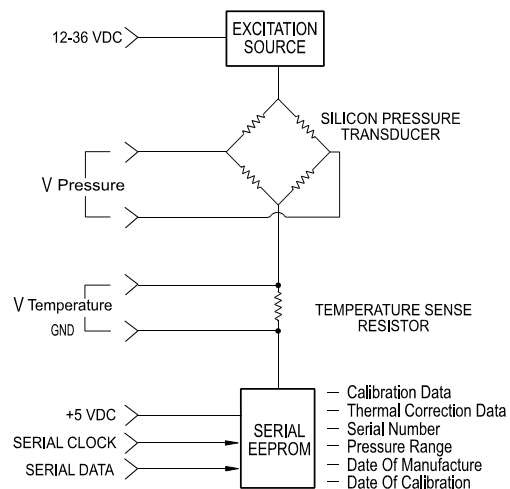 EXCITATION
SOURCE
12-36 VDC
SILICON PRESSURE
TRANSDUCER
V Pressure
V Temperature
GND
TEMPERATURE SENSE
RESISTOR
+5 VDC
SERIAL CLOCK
SERIAL DATA
SERIAL
EEPROM
— Calibration Data
— Thermal Correction Data
— Serial Number
— Pressure Range
— Date Of Manufacture
— Date Of Calibration